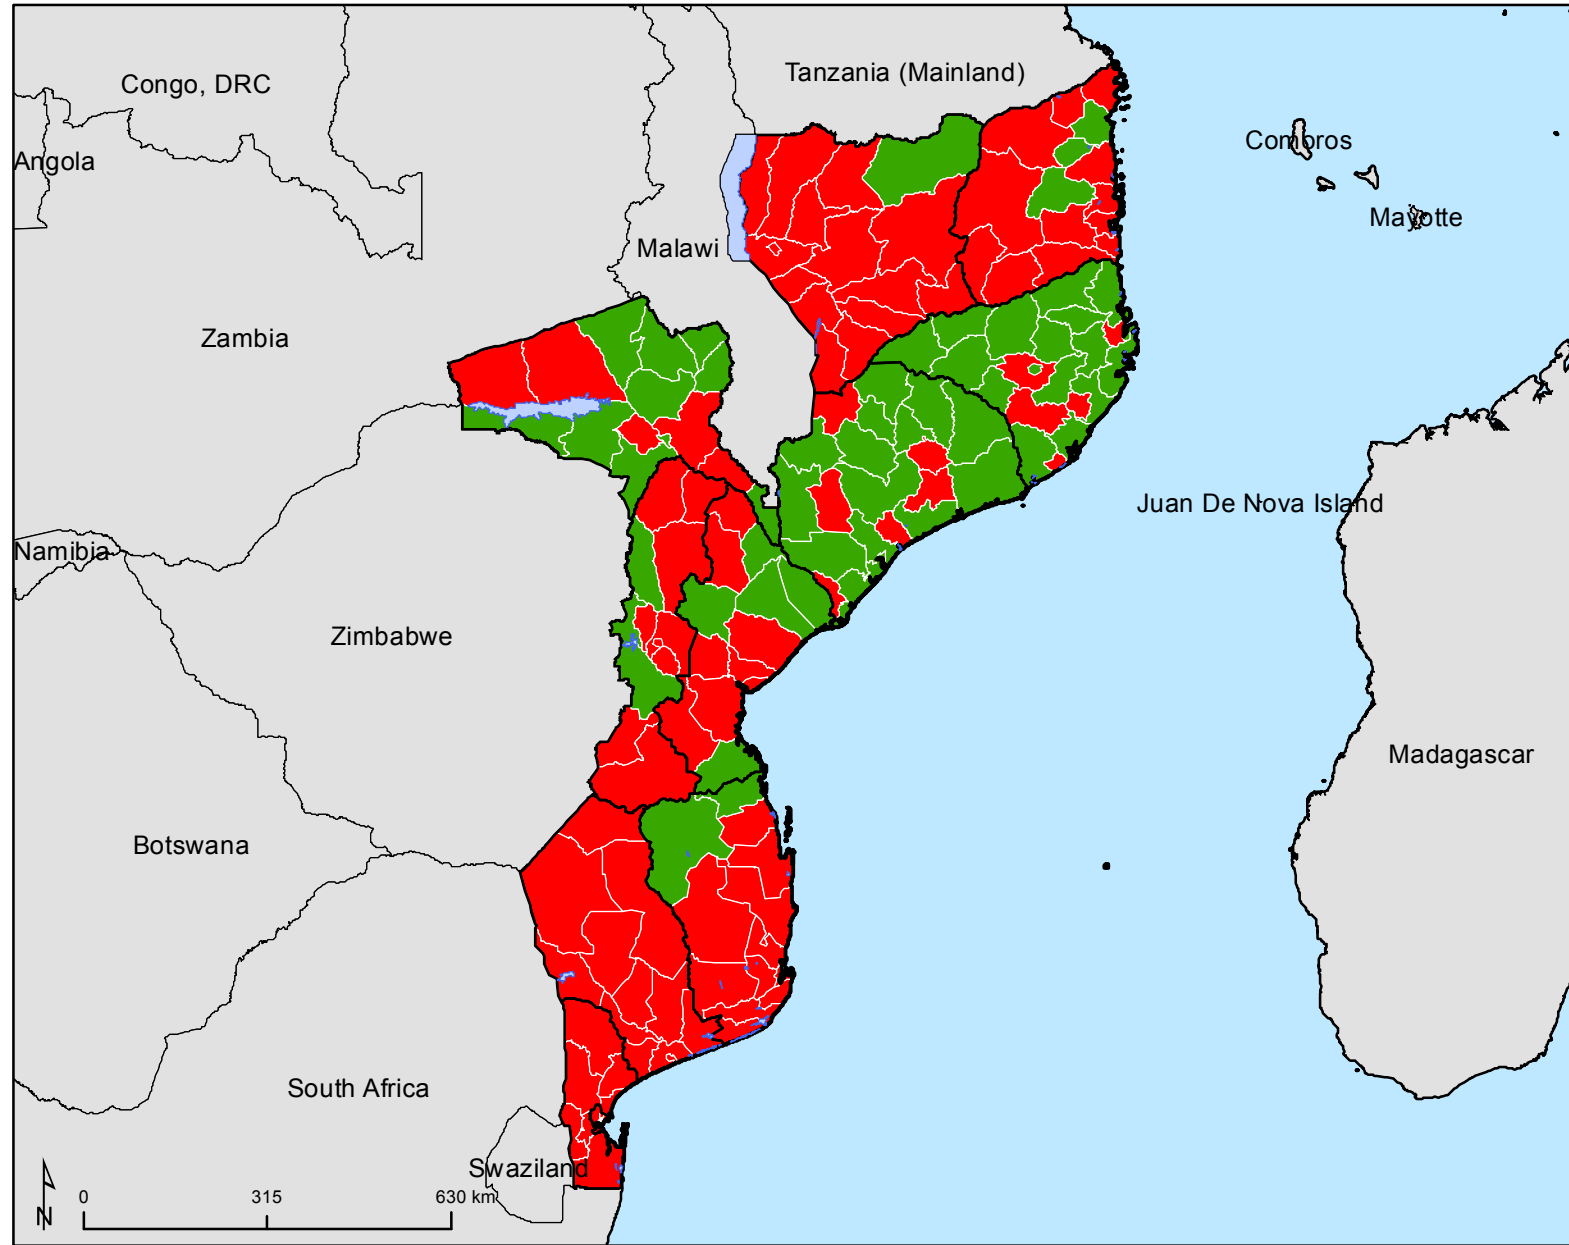 Tanzania (Mainland)
Congo, DRC
Comoros
Angola
Mayotte
Malawi
Zambia
Juan De Nova Island
Namibia
Zimbabwe
Madagascar
Botswana
South Africa
Swaziland
0 315 630 km
N